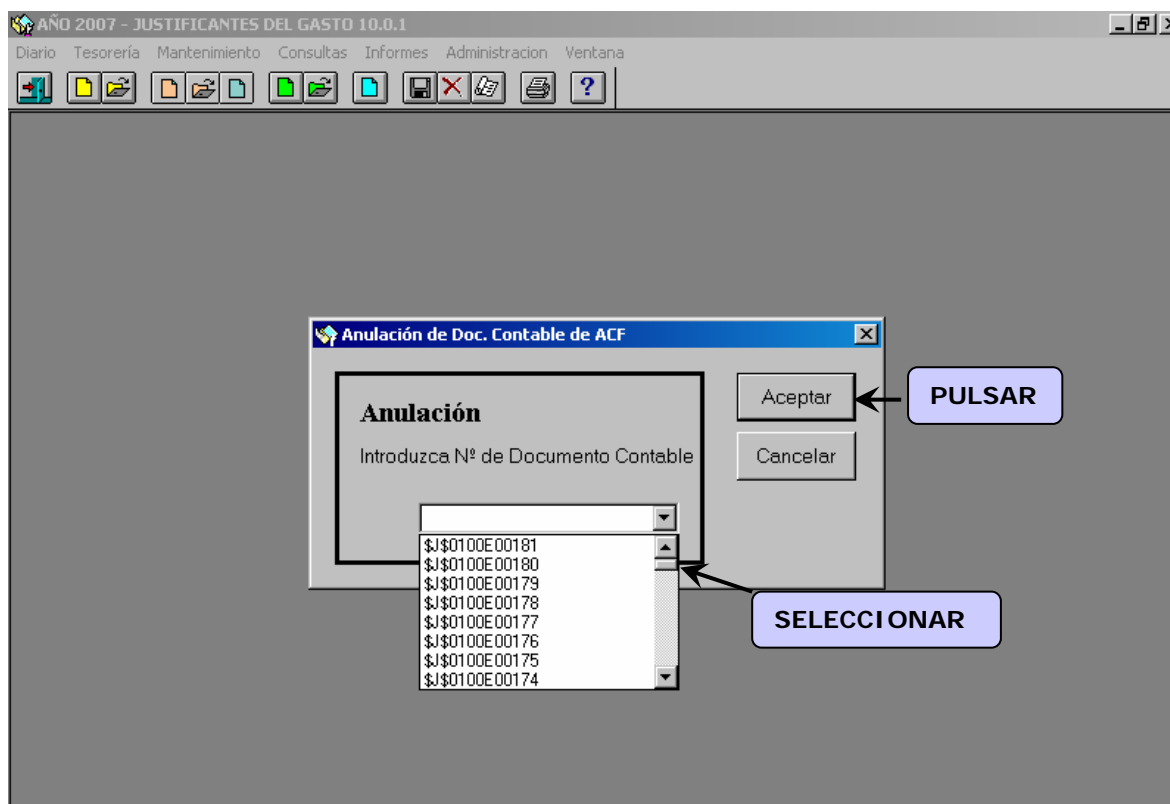 AÑO 2007 - JUSTIFICANTES DEL GASTO 10.0.1
Diario Tesorería Mantenimiento Consultas Informes Administracion Ventana
?
Anulación de Doc. Contable de ACF
Anulación
Introduzca Nº de Documento Contable
Aceptar
PULSAR
Cancelar
$J$0100E00181
$J$0100E00180
$J$0100E00179
$J$0100E00178
$J$0100E00177
$J$0100E00176
$J$0100E00175
$J$0100E00174
SELECCIONAR